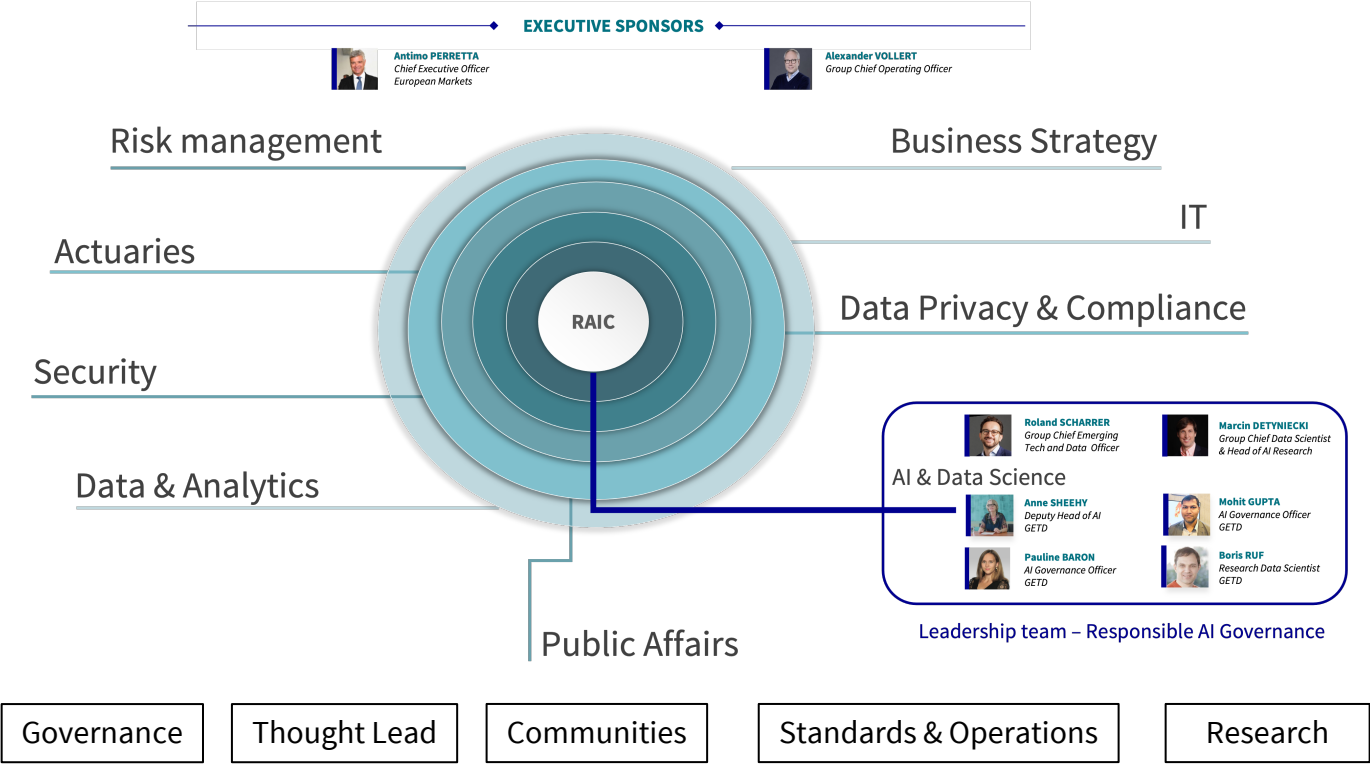 EXECUTIVE SPONSORS
Antimo PERRETTA
Chief Executive Officer
European Markets
Alexander VOLLERT
Group Chief Operating Officer
Risk management
Business Strategy
IT
Actuaries
Data Privacy & Compliance
RAIC
Security
Roland SCHARRER
Group Chief Emerging
Tech and Data Officer
Marcin DETYNIECKI
Group Chief Data Scientist
& Head of AI Research
AI & Data Science
Data & Analytics
Anne SHEEHY
Deputy Head of AI
GETD
Mohit GUPTA
AI Governance Officer
GETD
Pauline BARON
AI Governance Officer
GETD
Boris RUF
Research Data Scientist
GETD
Leadership team – Responsible AI Governance
Public Affairs
Governance
Thought Lead
Communities
Standards & Operations
Research